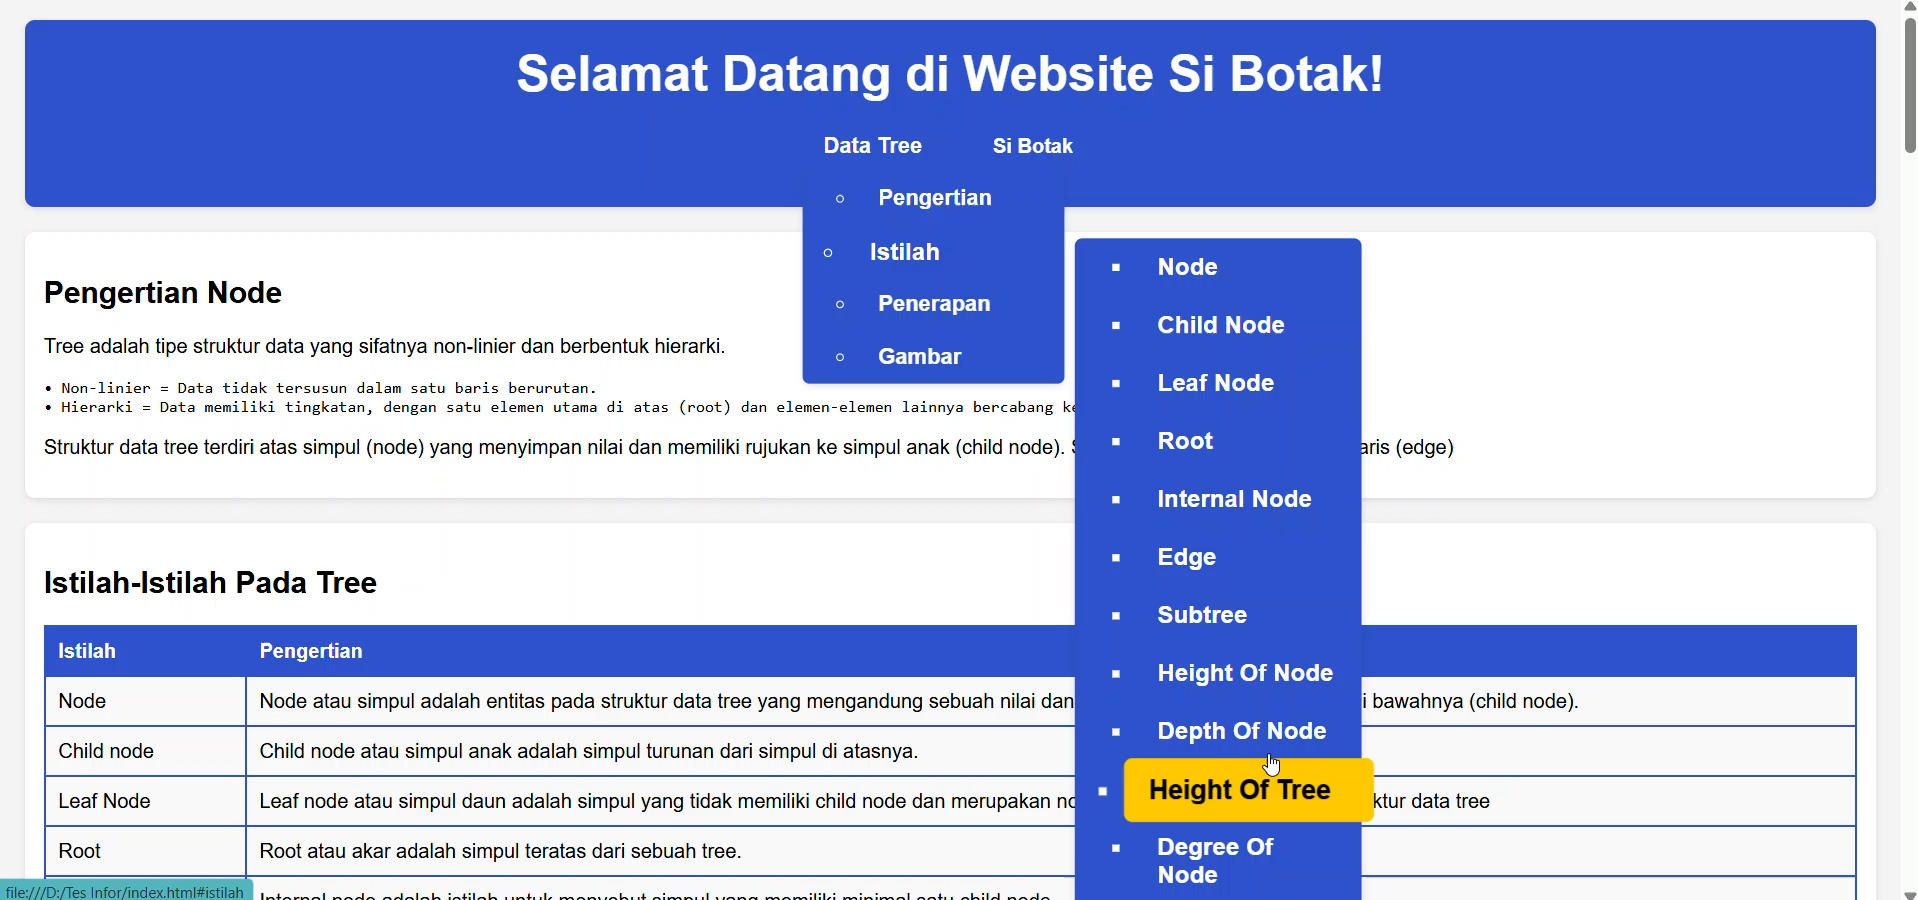 Selamat Datang di Website Si Botak!
Data Tree
Si Botak
Pengertian
Istilah
Penerapan
Gambar
Node
Child Node
Leaf Node
Root
Internal Node
Edge
Subtree
Height Of Node
Depth Of Node
Height Of Tree
Degree Of
Node
Pengertian Node
Tree adalah tipe struktur data yang sifatnya non-linier dan berbentuk hierarki.
• Non-linier = Data tidak tersusun dalam satu baris berurutan.
• Hierarki = Data memiliki tingkatan, dengan satu elemen utama di atas (root) dan elemen-elemen lainnya bercabang
Struktur data tree terdiri atas simpul (node) yang menyimpan nilai dan memiliki rujukan ke simpul anak (child node). aris (edge)
Istilah-Istilah Pada Tree
Istilah Pengertian
Node Node atau simpul adalah entitas pada struktur data tree yang mengandung sebuah nilai dan i bawahnya (child node).
Child node Child node atau simpul anak adalah simpul turunan dari simpul di atasnya.
Leaf Node Leaf node atau simpul daun adalah simpul yang tidak memiliki child node dan merupakan ktur data tree
Root Root atau akar adalah simpul teratas dari sebuah tree.
Internal node adalah istilah untuk menyebut simpul yang memiliki minimal satu child node.
file:///D:/Tes Infor/index.html#istilah